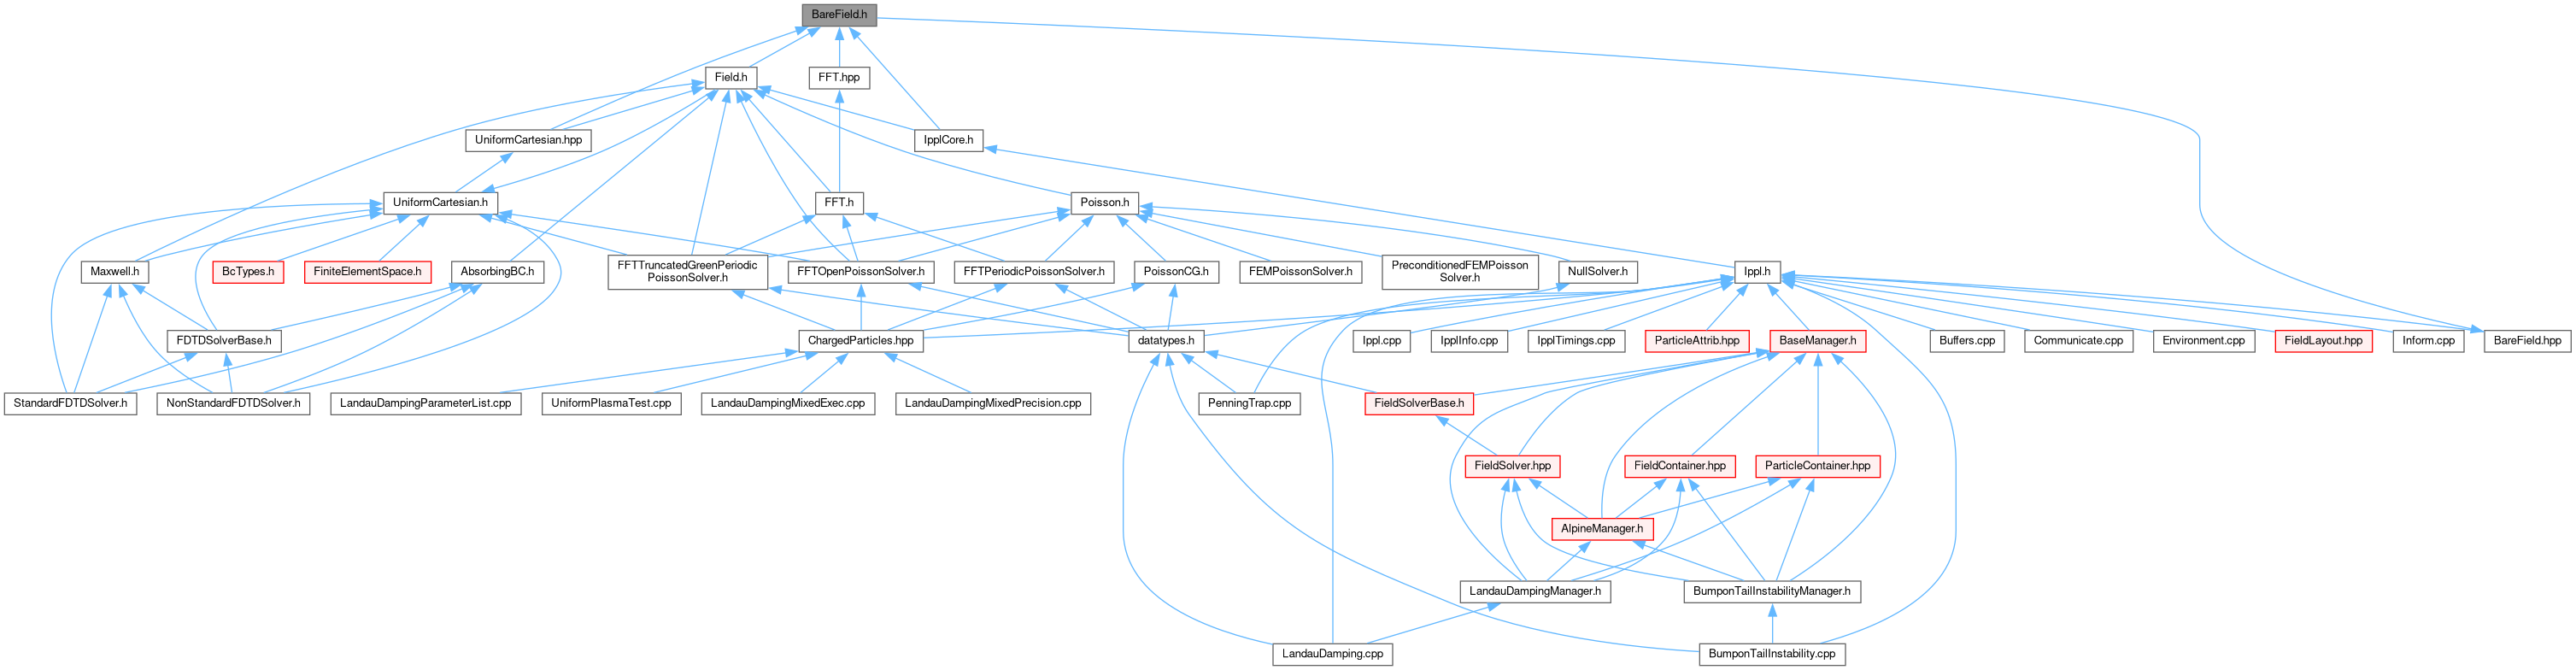 BareField.h
Field.h
FFT.hpp
UniformCartesian.hpp
IpplCore.h
UniformCartesian.h
FFT.h
Poisson.h
Maxwell.h
BcTypes.h
FiniteElementSpace.h
AbsorbingBC.h
FFTTruncatedGreenPeriodic
PoissonSolver.h
FFTOpenPoissonSolver.h
FFTPeriodicPoissonSolver.h
PoissonCG.h
FEMPoissonSolver.h
PreconditionedFEMPoisson
Solver.h
NullSolver.h
Ippl.h
FDTDSolverBase.h
ChargedParticles.hpp
datatypes.h
Ippl.cpp
IpplInfo.cpp
IpplTimings.cpp
ParticleAttrib.hpp
BaseManager.h
Buffers.cpp
Communicate.cpp
Environment.cpp
FieldLayout.hpp
Inform.cpp
BareField.hpp
StandardFDTDSolver.h
NonStandardFDTDSolver.h
LandauDampingParameterList.cpp
UniformPlasmaTest.cpp
LandauDampingMixedExec.cpp
LandauDampingMixedPrecision.cpp
PenningTrap.cpp
FieldSolverBase.h
FieldSolver.hpp
FieldContainer.hpp
ParticleContainer.hpp
AlpineManager.h
LandauDampingManager.h
BumponTailInstabilityManager.h
LandauDamping.cpp
BumponTailInstability.cpp